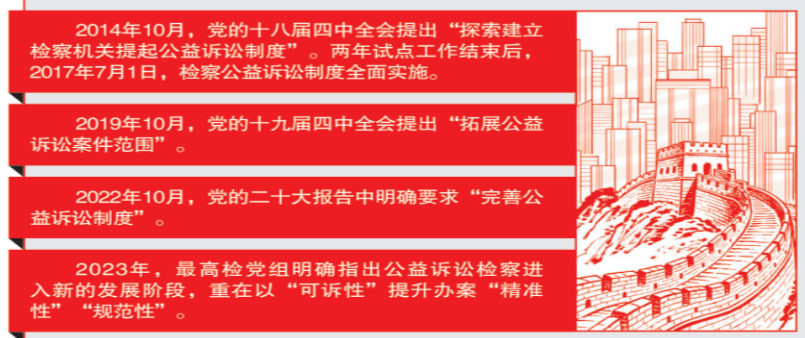 2014年10月，党的十八届四中全会提出“探索建立
检察机关提起公益诉讼制度”。两年试点工作结束后，
2017年7月1日，检察公益诉讼制度全面实施。
2019年10月，党的十九届四中全会提出“拓展公益
诉讼案件范围”。
2022年10月，党的二十大报告中明确要求“完善公
益诉讼制度”。
2023年，最高检党组明确指出公益诉讼检察进
入新的发展阶段，重在以“可诉性”提升办案“精准
性”“规范性”。